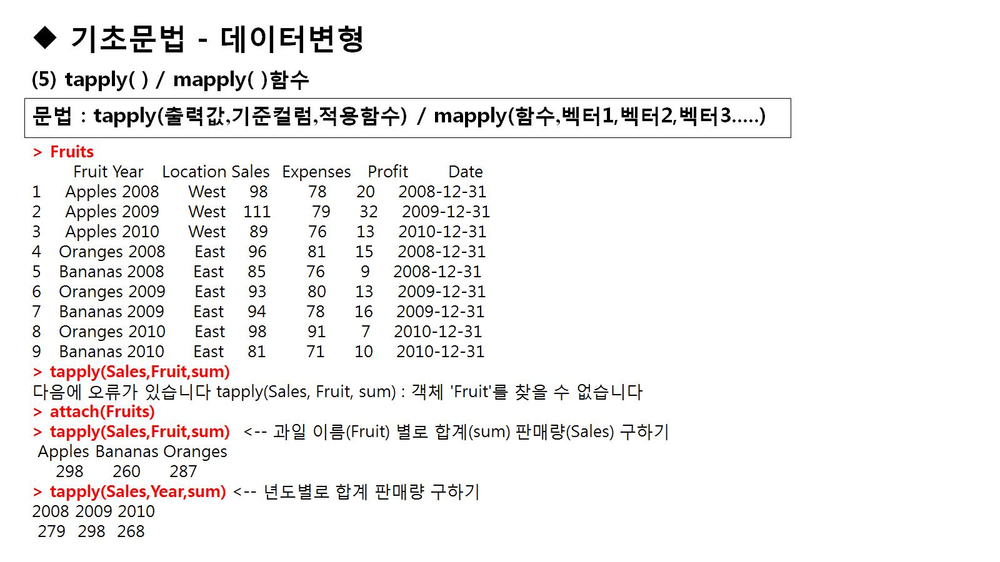 ◆ 기초문법 - 데이터변형
(5) tapply( ) / mapply( )함수
문법 : tapply(출력값,기준컬럼,적용함수) / mapply(함수,벡터1,벡터2,벡터3.....)
> Fruits
Fruit Year Location Sales Expenses Profit Date
1 Apples 2008 West 98 78 20 2008-12-31
2 Apples 2009 West 111 79 32 2009-12-31
3 Apples 2010 West 89 76 13 2010-12-31
4 Oranges 2008 East 96 81 15 2008-12-31
5 Bananas 2008 East 85 76 9 2008-12-31
6 Oranges 2009 East 93 80 13 2009-12-31
7 Bananas 2009 East 94 78 16 2009-12-31
8 Oranges 2010 East 98 91 7 2010-12-31
9 Bananas 2010 East 81 71 10 2010-12-31
> tapply(Sales,Fruit,sum)
다음에 오류가 있습니다 tapply(Sales, Fruit, sum) : 객체 'Fruit'를 찾을 수 없습니다
> attach(Fruits)
> tapply(Sales,Fruit,sum) <-- 과일 이름(Fruit) 별로 합계(sum) 판매량(Sales) 구하기
Apples Bananas Oranges
298 260 287
> tapply(Sales,Year,sum) <-- 년도별로 합계 판매량 구하기
2008 2009 2010
279 298 268